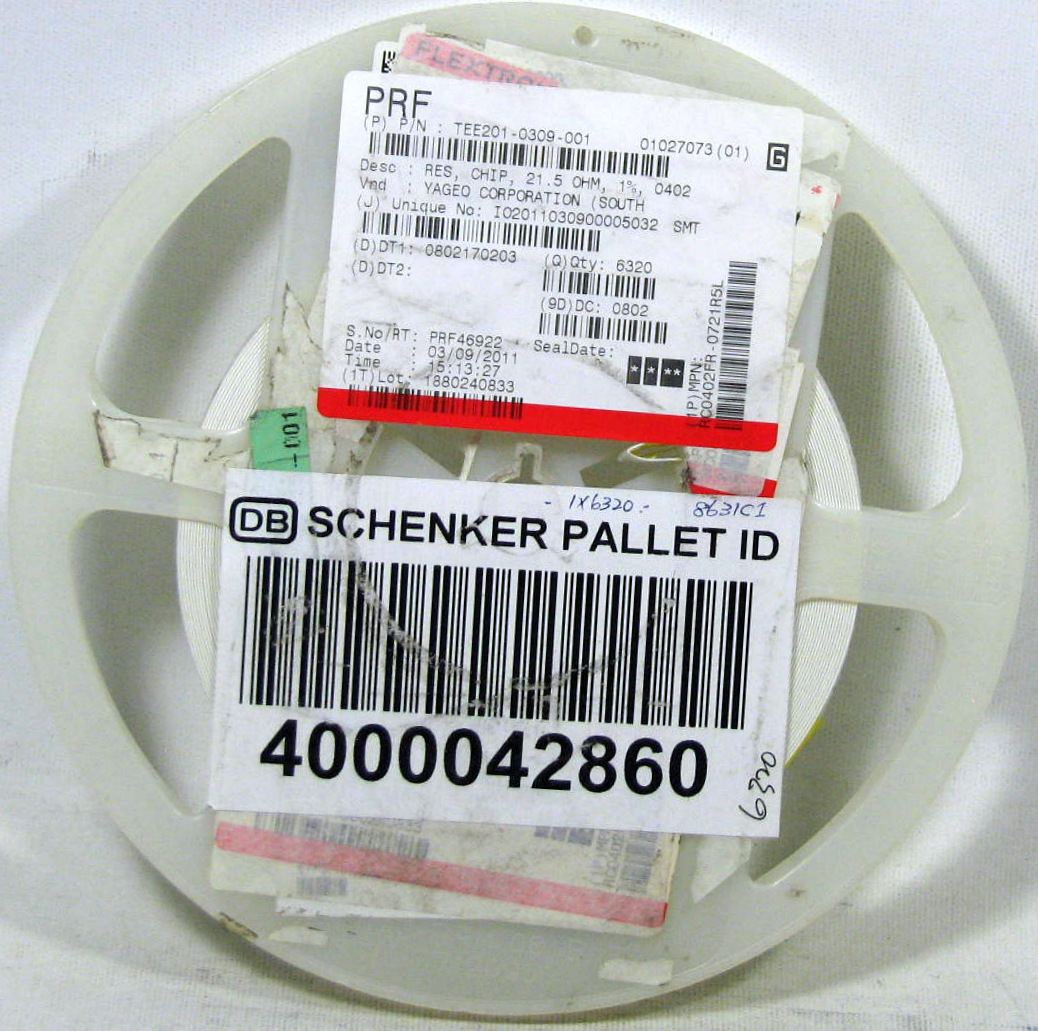 PRF
(P) P/N : TEE201-0309-001 01027073(01) G
Desc : RES, CHIP, 21.5 OHM, 1%, 0402
Vnd : YAGEO CORPORATION (SOUTH
(J) Unique No: IO2011030900005032 SMT
(D)DT1: 0802170203 (Q)Qty: 6320
(D)DT2:
(9D)DC: 0802
S.No/RT: PRF46922 SealDate:
Date : 03/09/2011
Time : 15:13:27
(1T)Lot: 1880240833
* * **
(1P)MPN:
RC0402FR-0721R5L
-001
- 1X6320 - 8631C1
DB SCHENKER PALLET ID
4000042860
6320